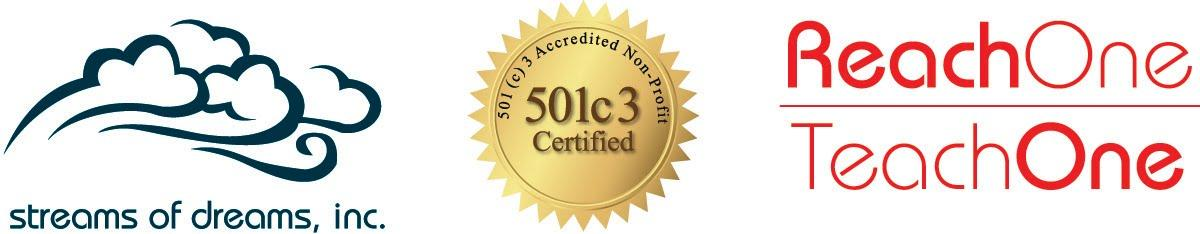 streams of dreams, inc.
501 (c) 3 Accredited Non-Profit
501c3
Certified
ReachOne
TeachOne